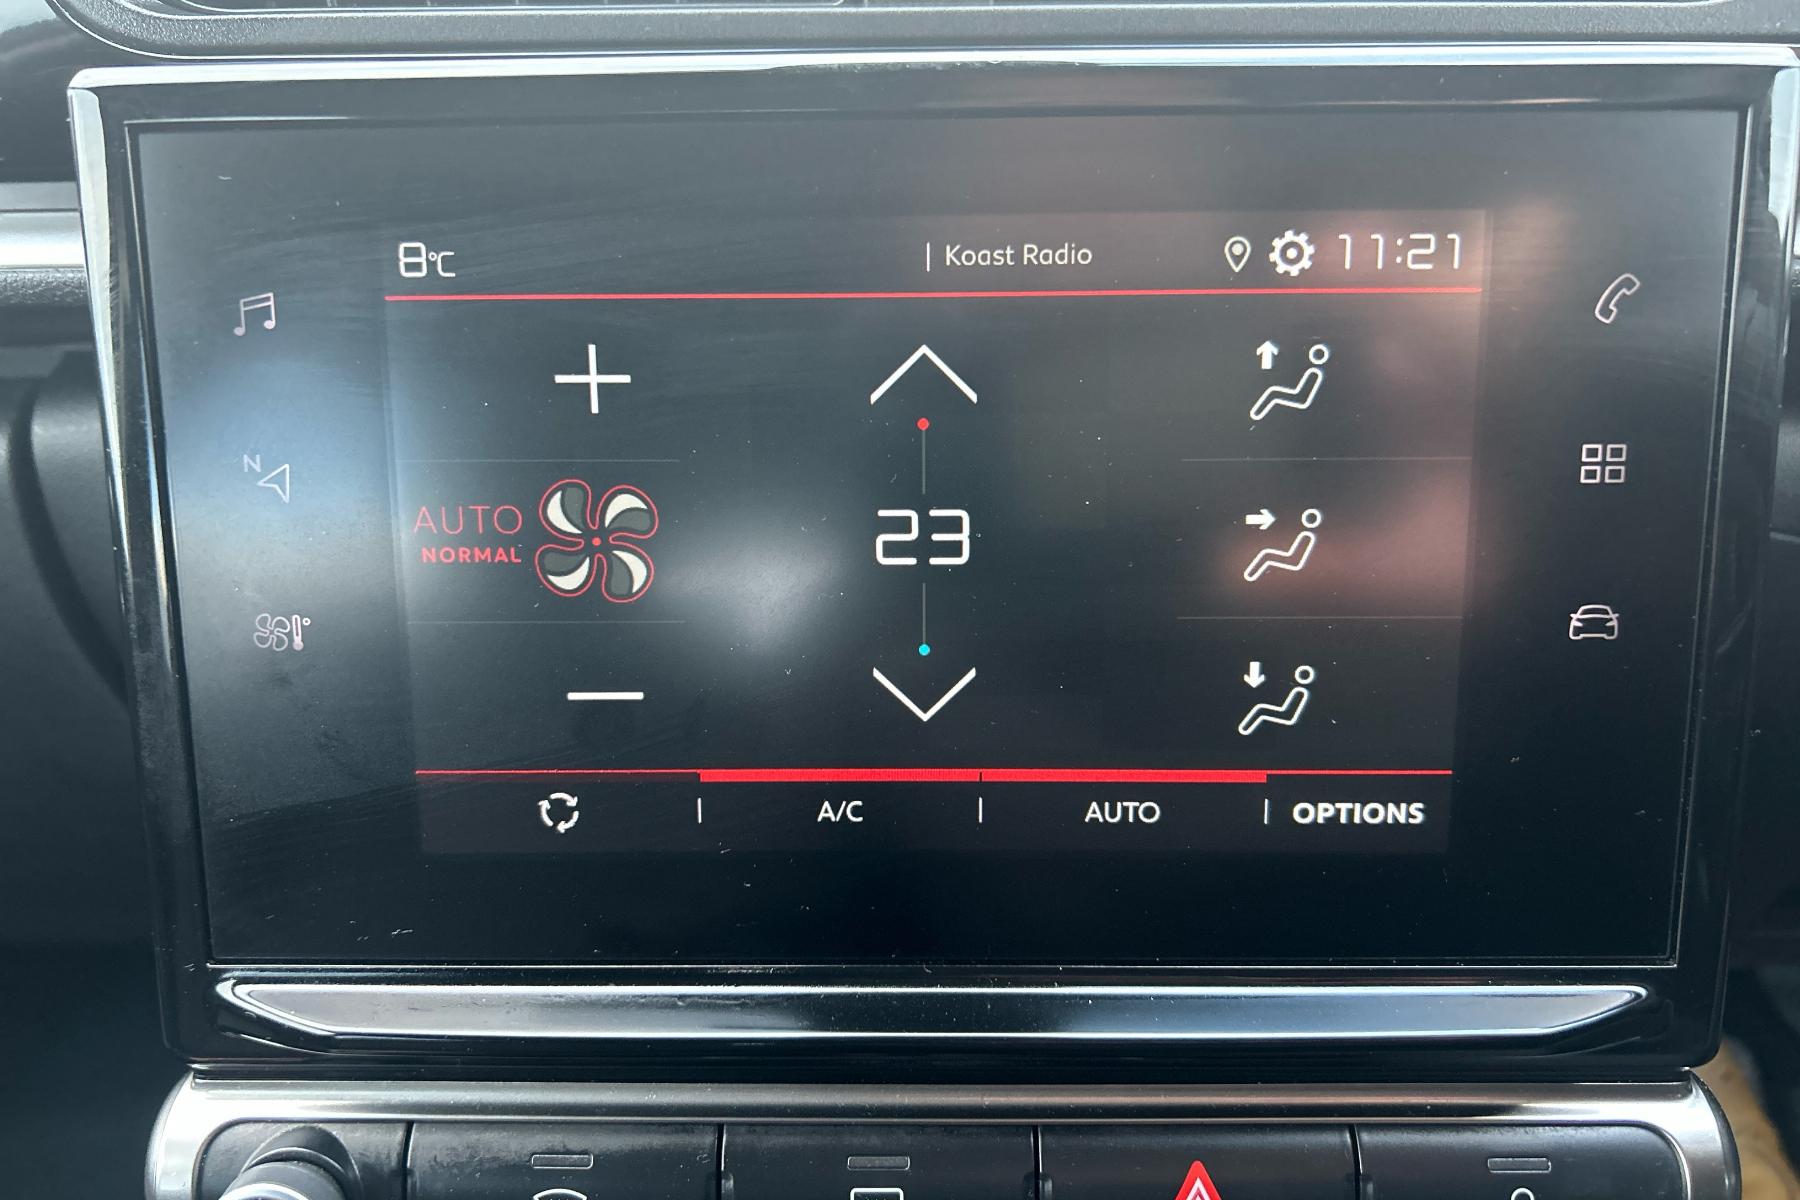 8°C
| Koast Radio
11:21
N
AUTO
NORMAL
23
A/C
AUTO
OPTIONS